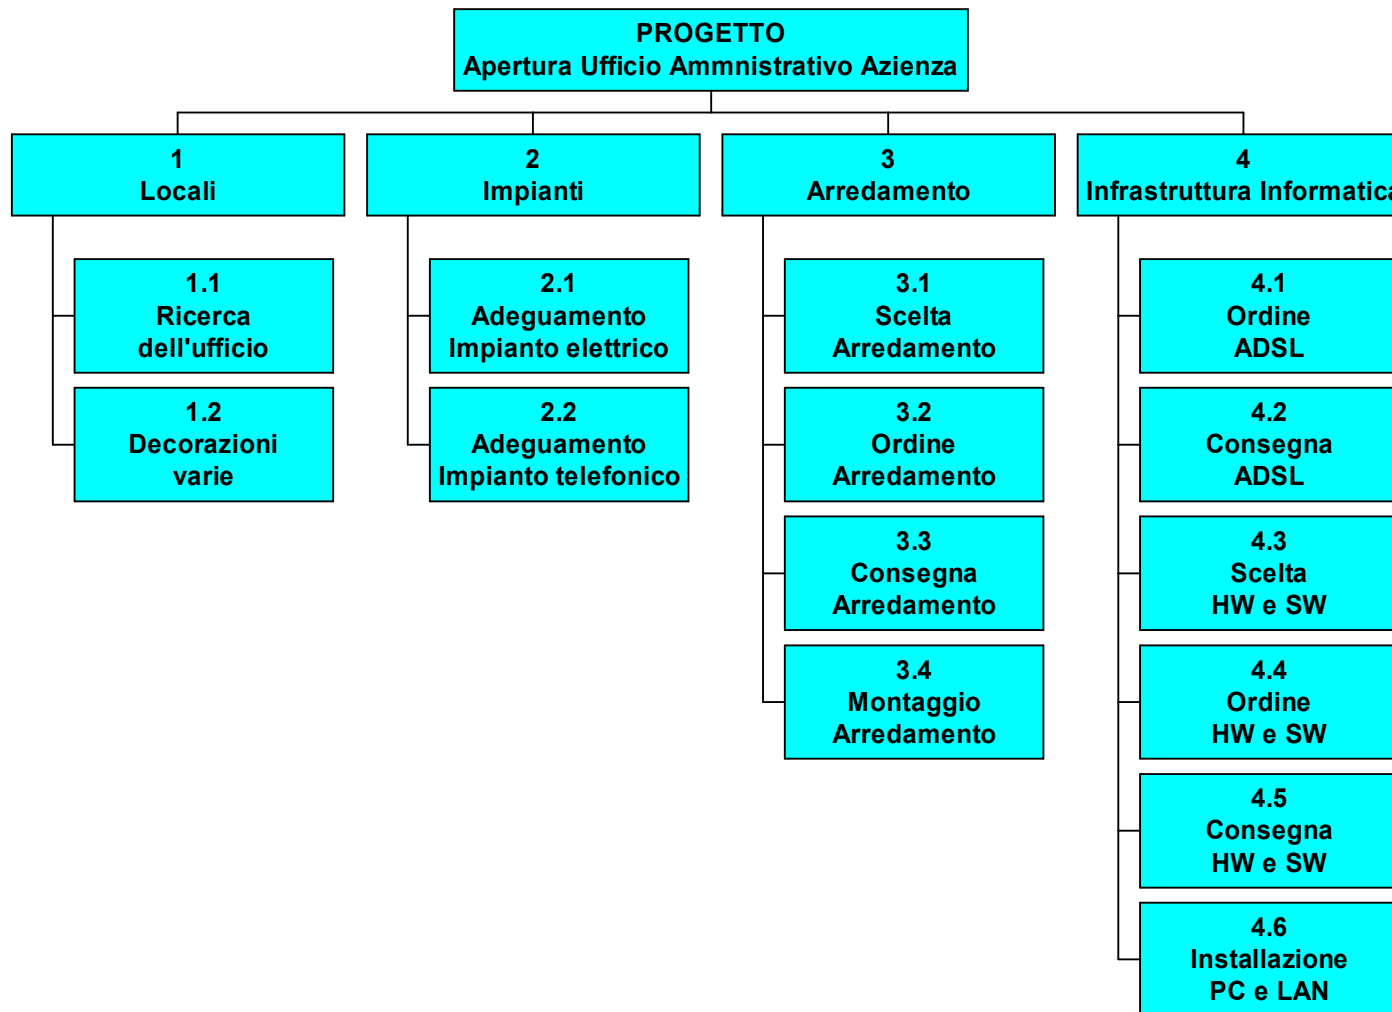 PROGETTO
Apertura Ufficio Ammnistrativo Azienza
1
Locali
2
Impianti
3
Arredamento
4
Infrastruttura Informatica
1.1
Ricerca
dell'ufficio
1.2
Decorazioni
varie
2.1
Adeguamento
Impianto elettrico
2.2
Adeguamento
Impianto telefonico
3.1
Scelta
Arredamento
3.2
Ordine
Arredamento
3.3
Consegna
Arredamento
3.4
Montaggio
Arredamento
4.1
Ordine
ADSL
4.2
Consegna
ADSL
4.3
Scelta
HW e SW
4.4
Ordine
HW e SW
4.5
Consegna
HW e SW
4.6
Installazione
PC e LAN